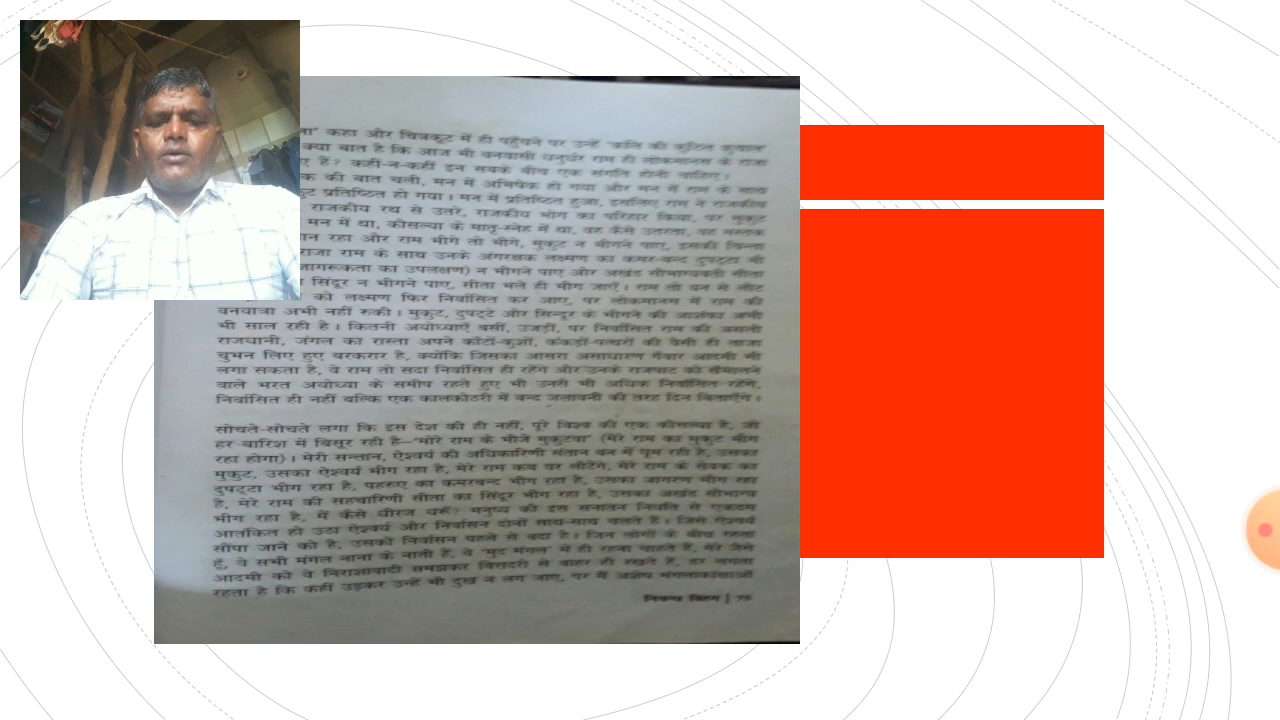 ना' कहा और चित्रकूट में ही पहुँचने पर उन्हें 'कलि की कुटिल कुचाल'
क्या बात है कि आज भी वनवासी धनुर्धर राम ही लोकमानस के राजा
ए हैं? कहीं-न-कहीं इन सबके बीच एक संगति होनी चाहिए।
क की बात चली, मन में अभिषेक हो गया और मन में राम के साथ
ुट प्रतिष्ठित हो गया। मन में प्रतिष्ठित हुआ, इसलिए राम ने राजकीय
राजकीय रथ से उतरे, राजकीय भोग का परिहार किया, पर मुकुट
मन में था, कौसल्या के मातृ-स्नेह में था, वह कैसे उतरता, वह मस्तक
ान रहा और राम भीगे तो भीगे, मुकुट न भीगने पाए, इसकी चिन्ता
राजा राम के साथ उनके अंगरक्षक लक्ष्मण का कमर-बन्द दुपट्टा भी
जागरूकता का उपलक्षण) न भीगने पाए और अखंड सौभाग्यवती सीता
सिंदूर न भीगने पाए, सीता भले ही भीग जाएँ। राम तो वन से लौट
को लक्ष्मण फिर निर्वासित कर आए, पर लोकमानस में राम की
वनयात्रा अभी नहीं रुकी। मुकुट, दुपट्टे और सिन्दूर के भीगने की आशंका अभी
भी साल रही है। कितनी अयोध्याएँ बसीं, उजड़ीं, पर निर्वासित राम की असली
राजधानी, जंगल का रास्ता अपने काँटों-कुशों, कंकड़ों-पत्थरों की वैसी ही ताजा
चुभन लिए हुए बरकरार है, क्योंकि जिसका आसरा असाधारण गँवार आदमी भी
लगा सकता है, वे राम तो सदा निर्वासित ही रहेंगे और उनके राजपाट को सँभालने
वाले भरत अयोध्या के समीप रहते हुए भी उनसे भी अधिक निर्वासित रहेंगे,
निर्वासित ही नहीं बल्कि एक कालकोठरी में बन्द जलावनी की तरह दिन बिताएँगे।
सोचते-सोचते लगा कि इस देश की ही नहीं, पूरे विश्व की एक कौसल्या है, जो
हर बारिश में बिसूर रही है—'मोरे राम के भीजे मुकुटवा' (मेरे राम का मुकुट भीग
रहा होगा)। मेरी सन्तान, ऐश्वर्य की अधिकारिणी संतान वन में घूम रही है, उसका
मुकुट, उसका ऐश्वर्य भीग रहा है, मेरे राम कब घर लौटेंगे, मेरे राम के सेवक का
दुपट्टा भीग रहा है, पहरुए का कमरबन्द भीग रहा है, उसका जागरण भीग रहा
है, मेरे राम की सहचारिणी सीता का सिंदूर भीग रहा है, उसका अखंड सौभाग्य
भीग रहा है, मैं कैसे धीरज धरूँ? मनुष्य की इस सनातन नियति से एकदम
आतंकित हो उठा ऐश्वर्य और निर्वासन दोनों साथ-साथ चलते हैं। जिसे ऐश्वर्य
सौंपा जाने को है, उसको निर्वासन पहले से बदा है। जिन लोगों के बीच रहता
हूँ, वे सभी मंगल नाना के नाती हैं, वे 'मुद मंगल' में ही रहना चाहते हैं, मेरे जैसे
आदमी को वे निराशावादी समझकर बिरादरी से बाहर ही रखते हैं, डर लगता
रहता है कि कहीं उड़कर उन्हें भी दुख न लग जाए, पर मैं अशेष मंगलाकांक्षाओं
निबन्ध विहग | 75